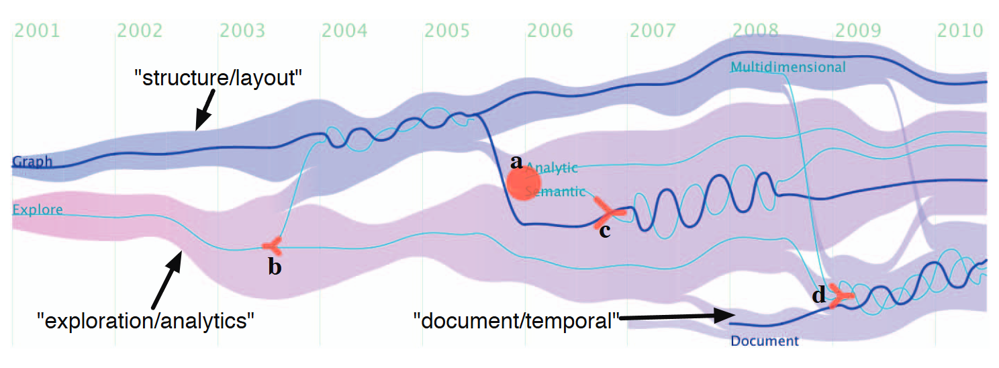 2001 2002 2003 2004 2005 2006 2007 2008 2009 2010
Multidimensional
"structure/layout"
Graph
a
Analytic
Semantic
Explore
c
b
d
"exploration/analytics"
"document/temporal"
Document